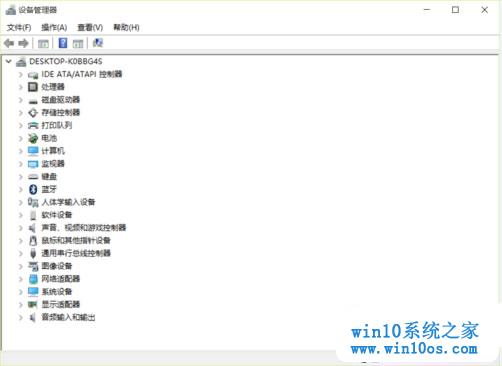 设备管理器
文件(F) 操作(A) 查看(V) 帮助(H)
DESKTOP-K0BBG4S
IDE ATA/ATAPI 控制器
处理器
磁盘驱动器
存储控制器
打印队列
电池
计算机
监视器
键盘
蓝牙
人体学输入设备
软件设备
声音、视频和游戏控制器
鼠标和其他指针设备
通用串行总线控制器
图像设备
网络适配器
系统设备
显示适配器
音频输入和输出
win10系统之家
www.win10os.com